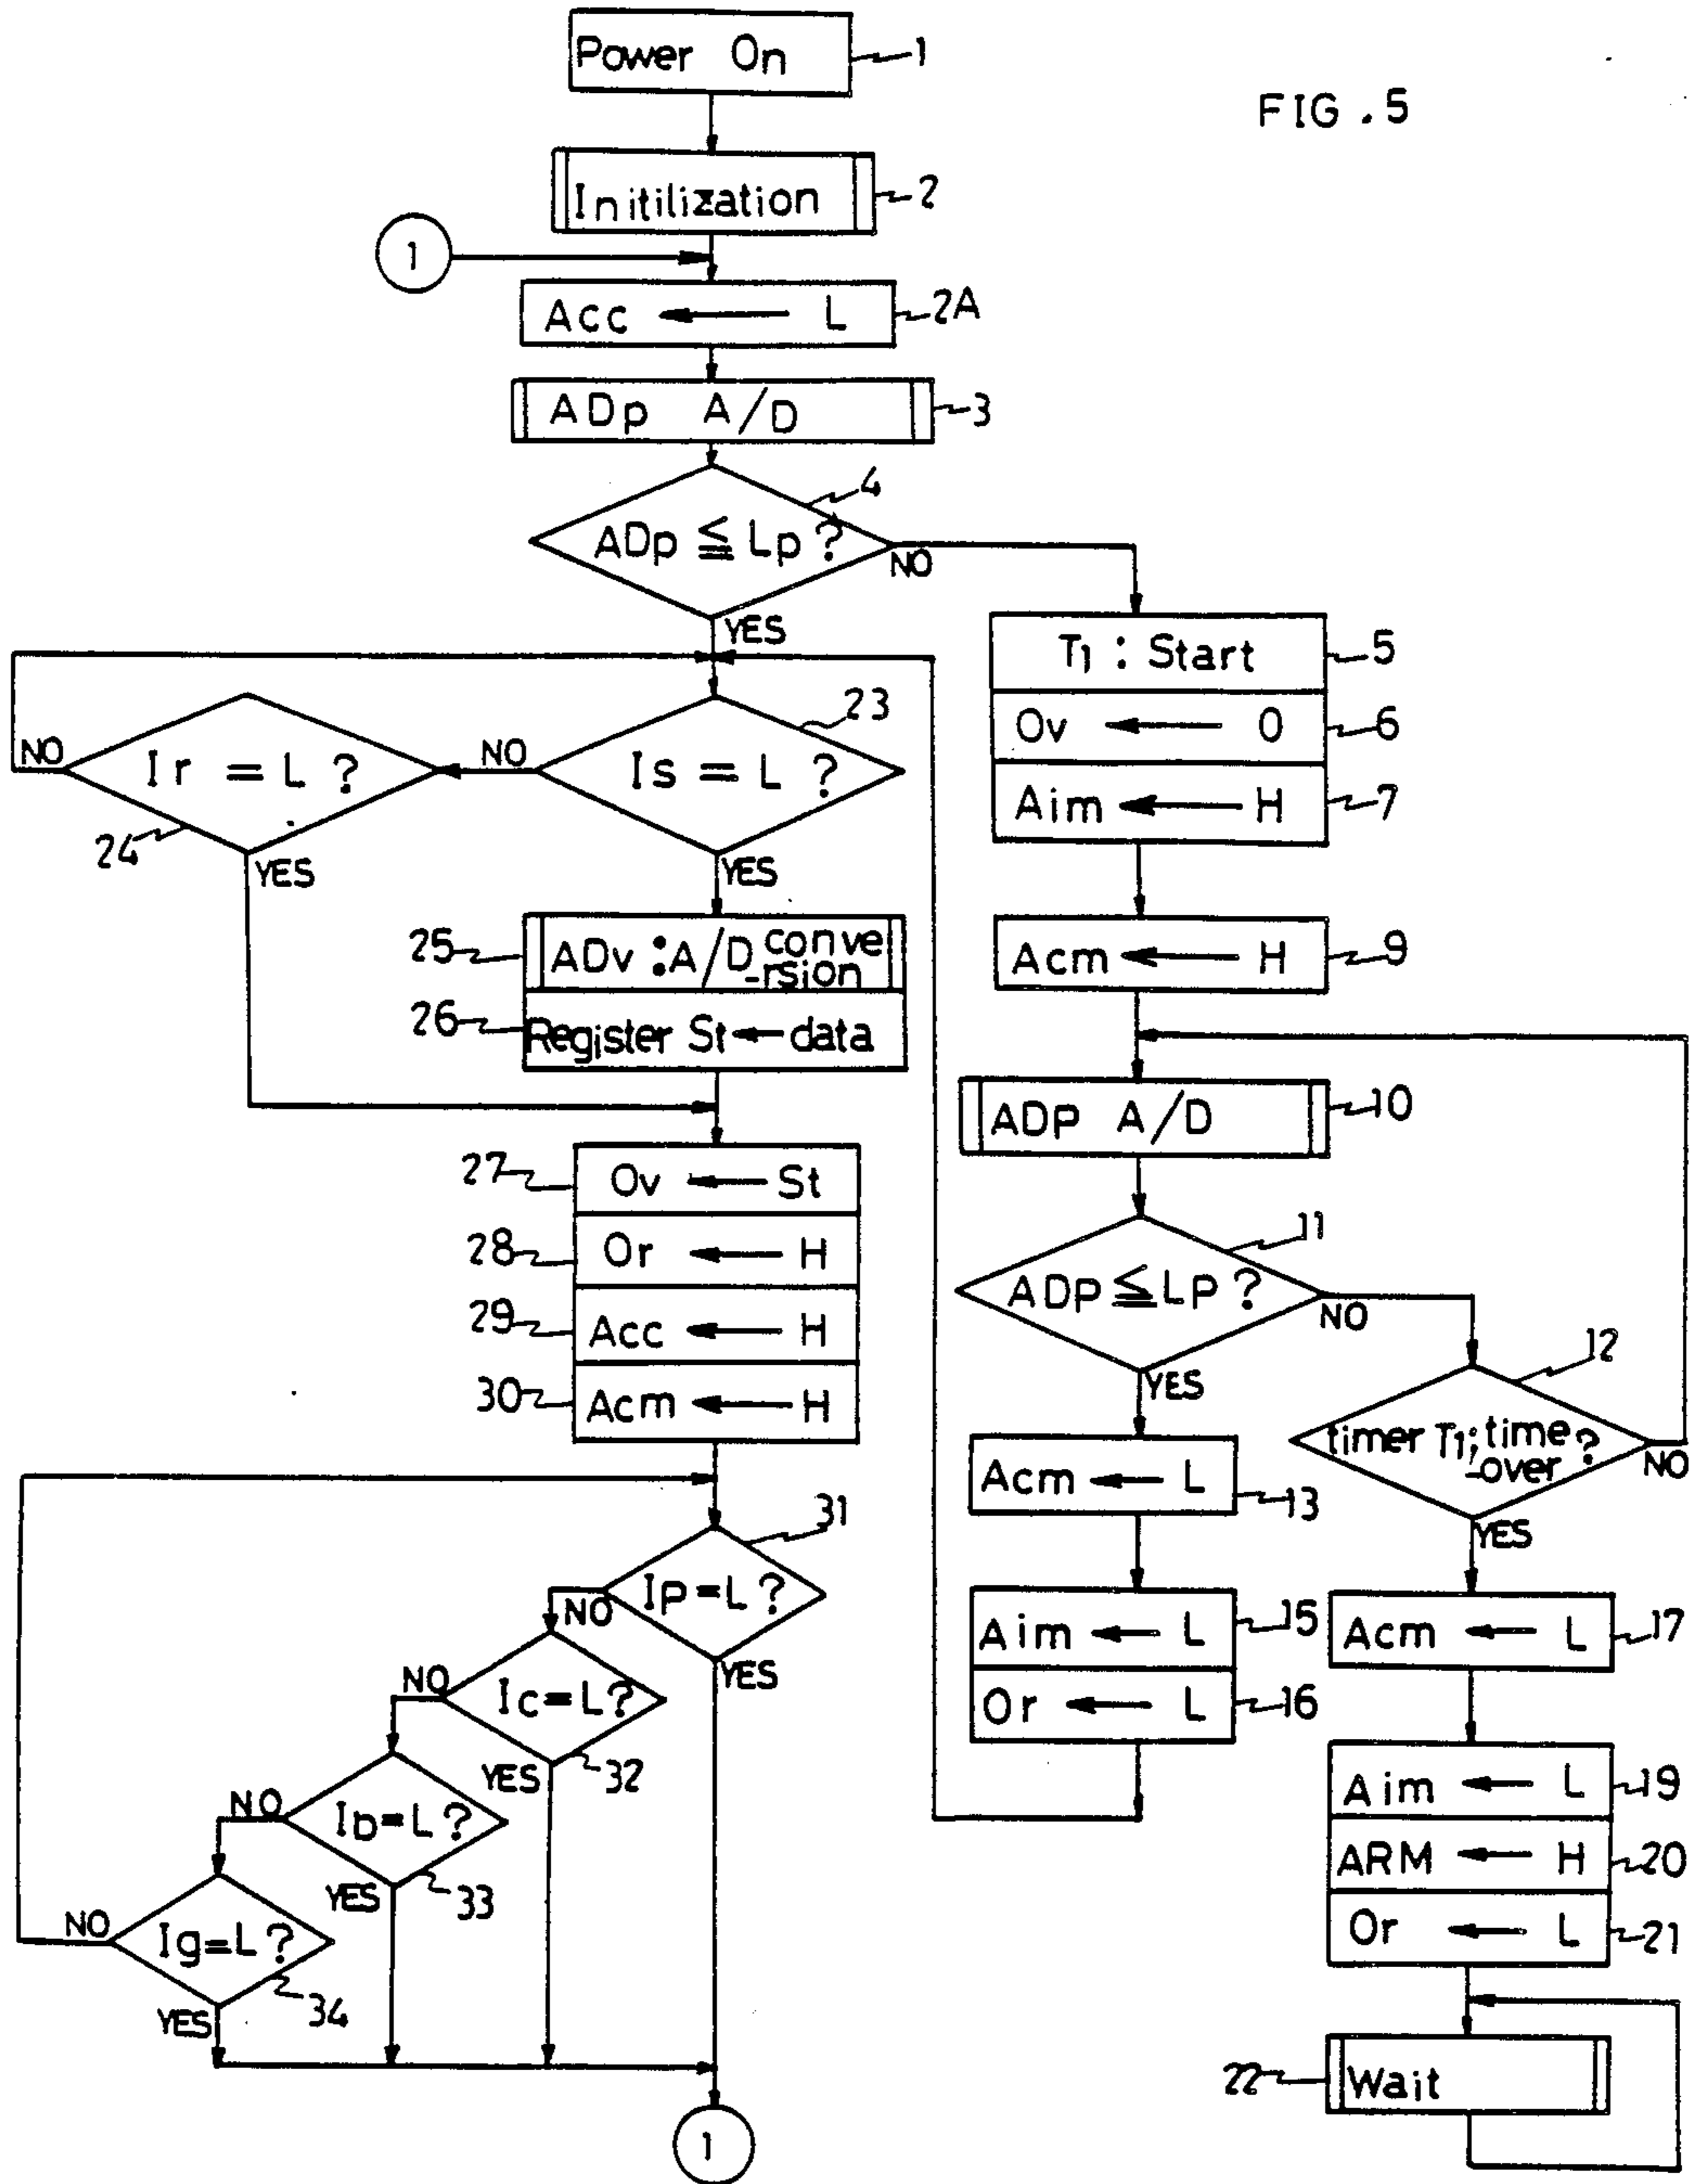 FIG. 5
Power On
1
Initilization
2
1
Acc ← L
2A
ADp A/D
3
ADp ≦ Lp ?
4
NO
YES
T1 : Start
5
Ov ← O
6
Aim ← H
7
Acm ← H
9
ADP A/D
10
ADp ≦ LP ?
11
NO
YES
timer T1; time
-over ?
12
NO
YES
Acm ← L
13
Aim ← L
15
Or ← L
16
Acm ← L
17
Aim ← L
19
ARM ← H
20
Or ← L
21
22
Wait
Is = L ?
23
NO
YES
Ir = L ?
24
NO
YES
25
ADv : A/D conve
-rsion
26
Register St ← data
27
Ov ← St
28
Or ← H
29
Acc ← H
30
Acm ← H
Ip = L ?
31
NO
YES
Ic = L ?
32
NO
YES
Ib = L ?
33
NO
YES
Ig = L ?
34
NO
YES
1